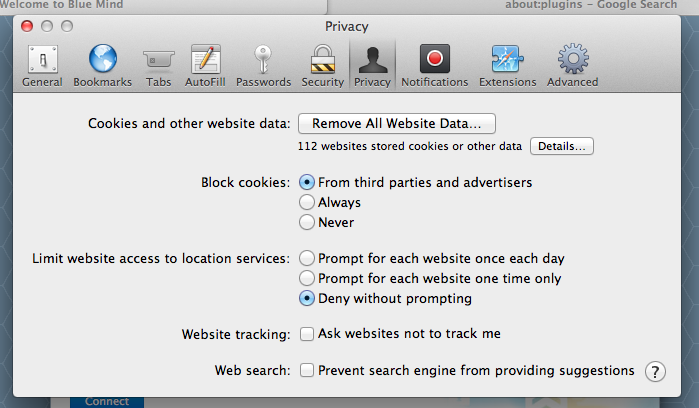 Welcome to Blue Mind
about:plugins – Google Search
Privacy
General Bookmarks Tabs AutoFill Passwords Security Privacy Notifications Extensions Advanced
Cookies and other website data: Remove All Website Data...
112 websites stored cookies or other data Details...
Block cookies: From third parties and advertisers
Always
Never
Limit website access to location services: Prompt for each website once each day
Prompt for each website one time only
Deny without prompting
Website tracking: Ask websites not to track me
Web search: Prevent search engine from providing suggestions ?
Connect